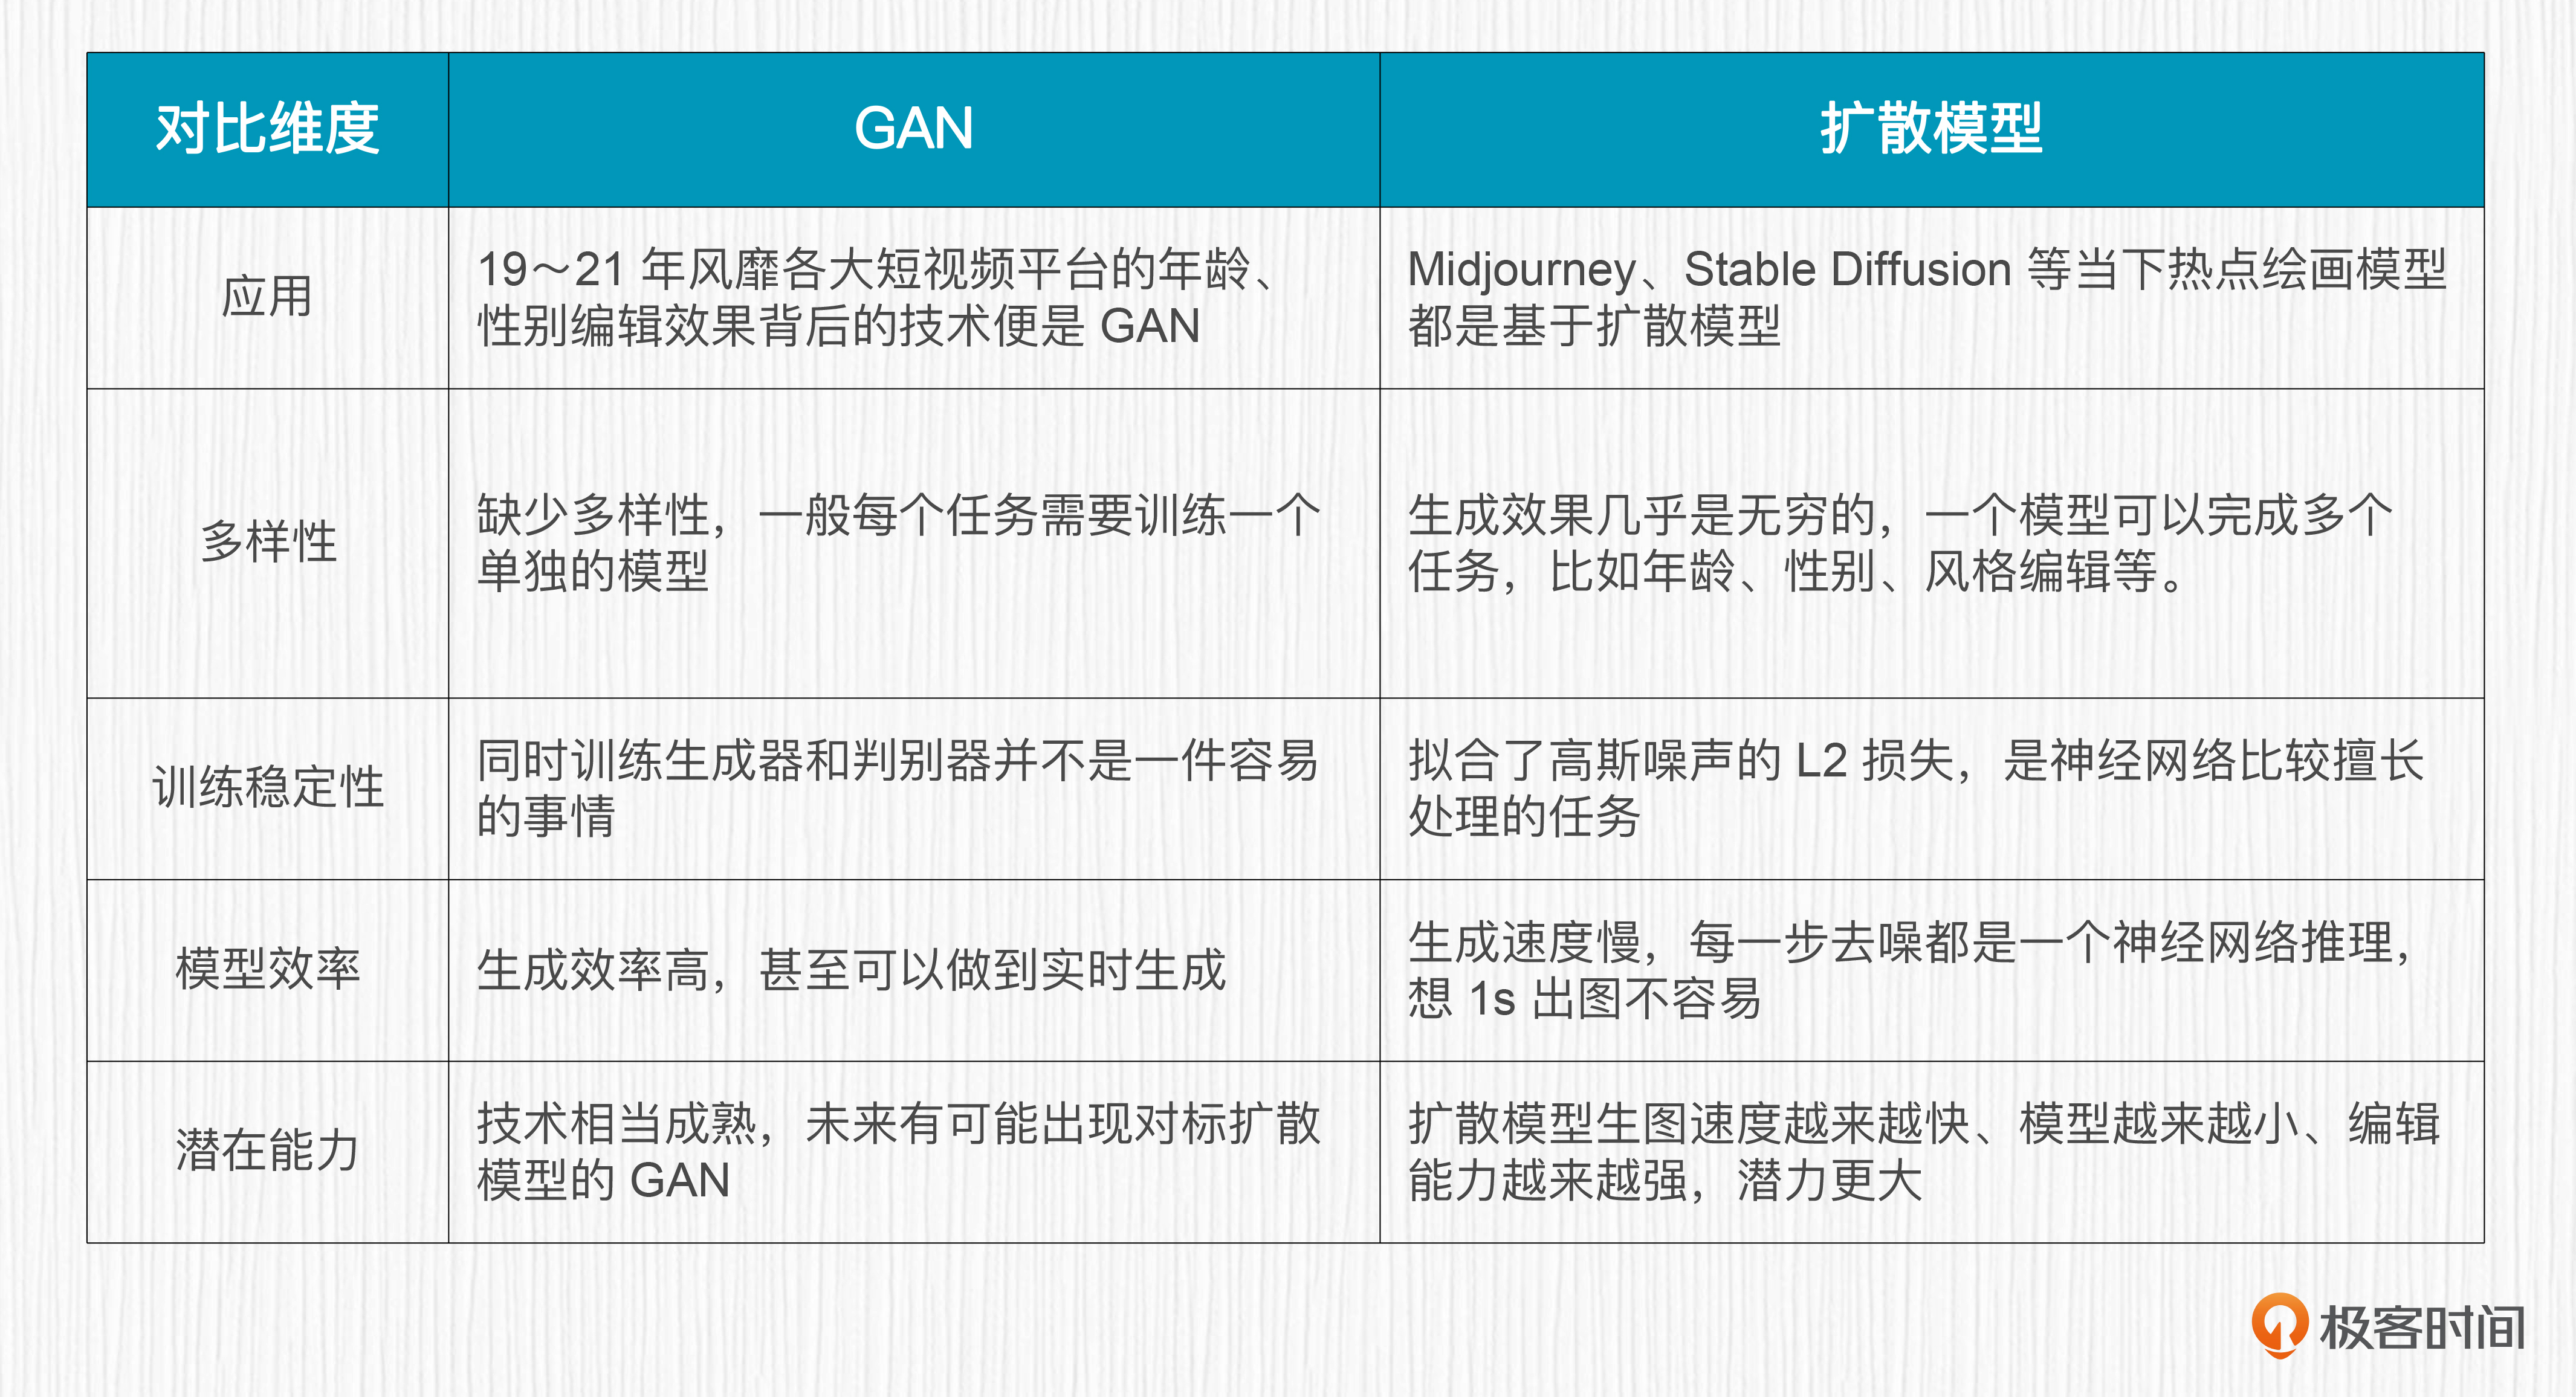 对比维度
GAN
扩散模型
应用
19～21 年风靡各大短视频平台的年龄、
性别编辑效果背后的技术便是 GAN
Midjourney、Stable Diffusion 等当下热点绘画模型
都是基于扩散模型
多样性
缺少多样性，一般每个任务需要训练一个
单独的模型
生成效果几乎是无穷的，一个模型可以完成多个
任务，比如年龄、性别、风格编辑等。
训练稳定性
同时训练生成器和判别器并不是一件容易
的事情
拟合了高斯噪声的 L2 损失，是神经网络比较擅长
处理的任务
模型效率
生成效率高，甚至可以做到实时生成
生成速度慢，每一步去噪都是一个神经网络推理，
想 1s 出图不容易
潜在能力
技术相当成熟，未来有可能出现对标扩散
模型的 GAN
扩散模型生图速度越来越快、模型越来越小、编辑
能力越来越强，潜力更大
极客时间